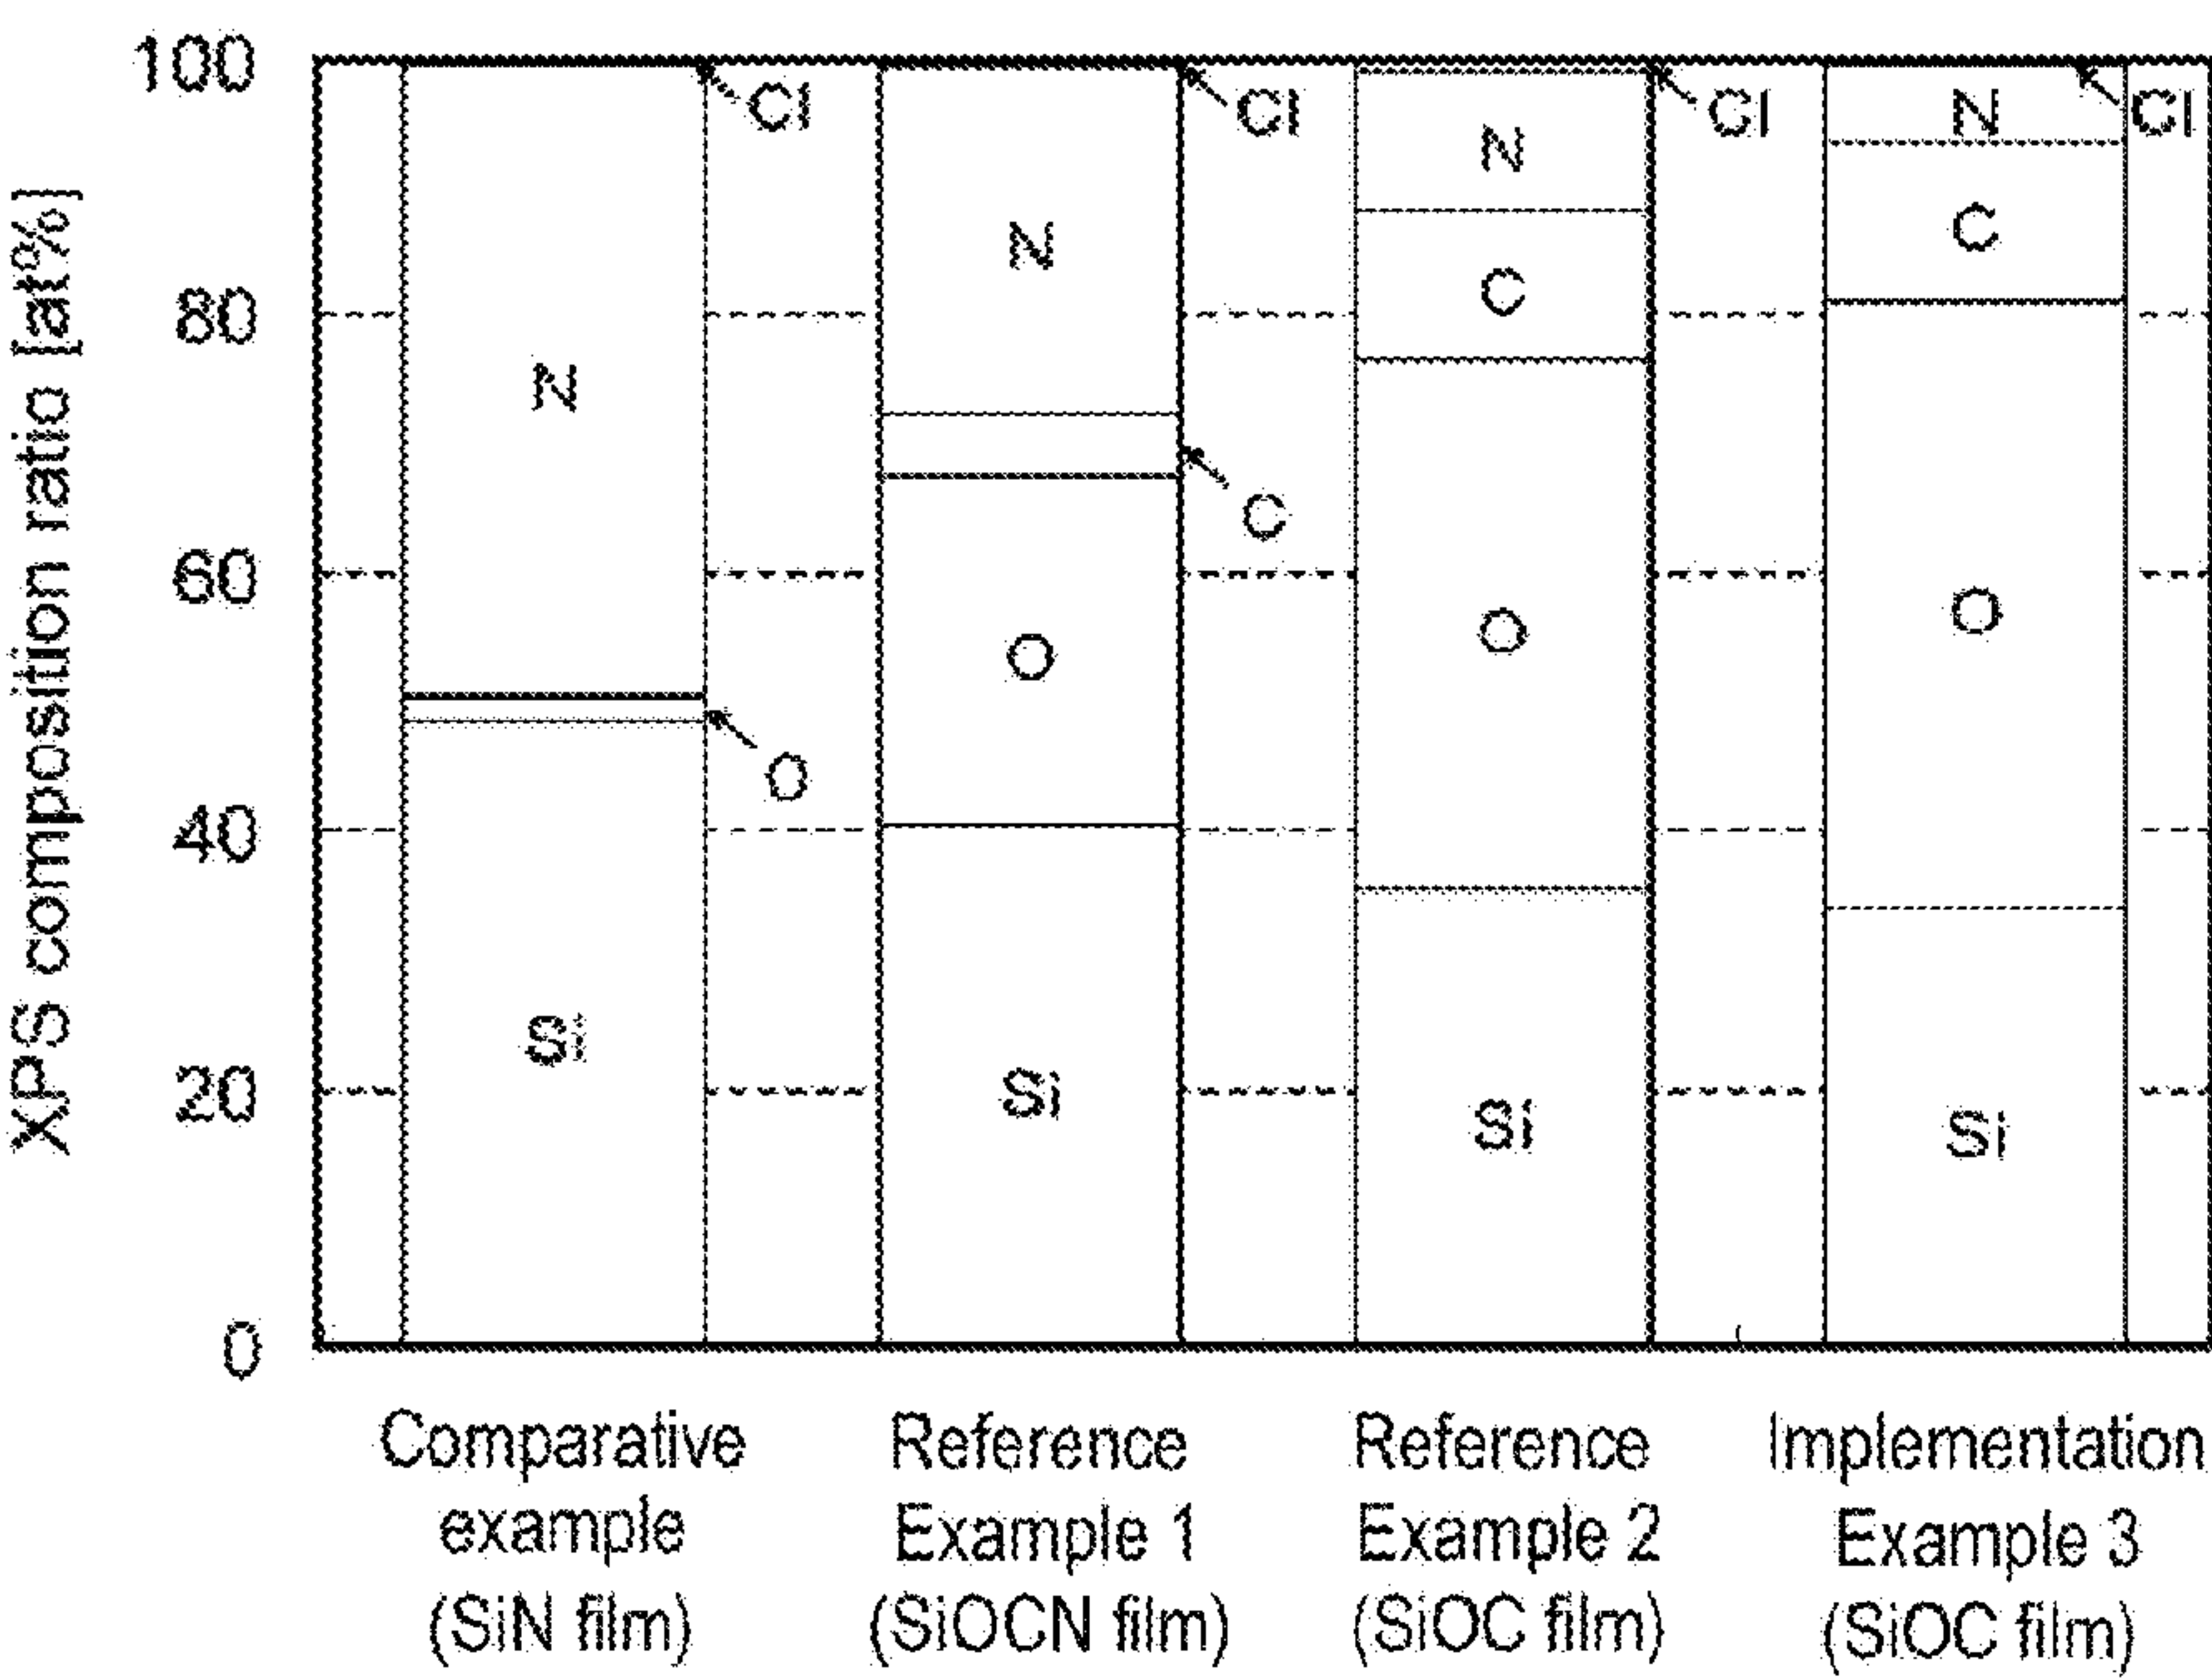 XPS composition ratio [at%]
100
80
60
40
20
0
Cl
N
O
Si
Cl
N
C
O
Si
Cl
N
C
O
Si
Cl
N
C
O
Si
Comparative
example
(SiN film)
Reference
Example 1
(SiOCN film)
Reference
Example 2
(SiOC film)
Implementation
Example 3
(SiOC film)